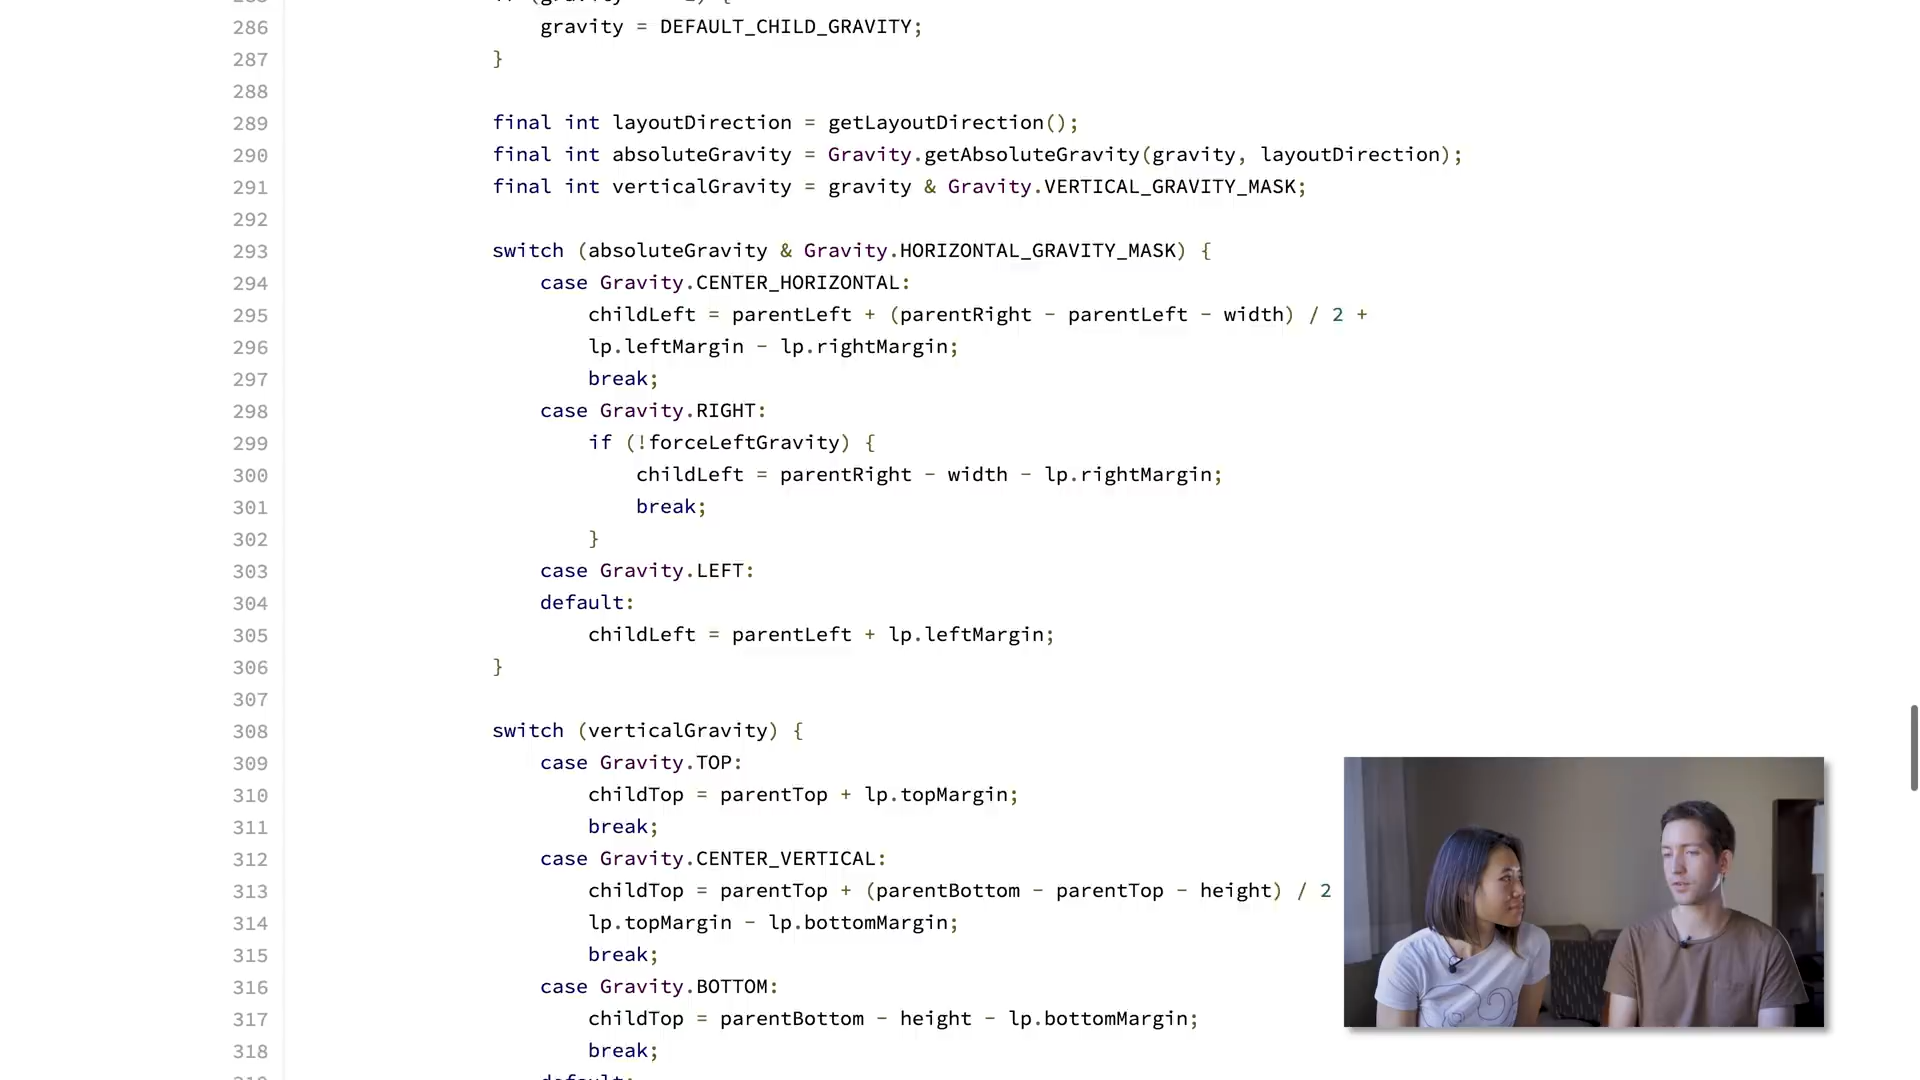 286 gravity = DEFAULT_CHILD_GRAVITY;
287 }
288
289 final int layoutDirection = getLayoutDirection();
290 final int absoluteGravity = Gravity.getAbsoluteGravity(gravity, layoutDirection);
291 final int verticalGravity = gravity & Gravity.VERTICAL_GRAVITY_MASK;
292
293 switch (absoluteGravity & Gravity.HORIZONTAL_GRAVITY_MASK) {
294 case Gravity.CENTER_HORIZONTAL:
295 childLeft = parentLeft + (parentRight - parentLeft - width) / 2 +
296 lp.leftMargin - lp.rightMargin;
297 break;
298 case Gravity.RIGHT:
299 if (!forceLeftGravity) {
300 childLeft = parentRight - width - lp.rightMargin;
301 break;
302 }
303 case Gravity.LEFT:
304 default:
305 childLeft = parentLeft + lp.leftMargin;
306 }
307
308 switch (verticalGravity) {
309 case Gravity.TOP:
310 childTop = parentTop + lp.topMargin;
311 break;
312 case Gravity.CENTER_VERTICAL:
313 childTop = parentTop + (parentBottom - parentTop - height) / 2
314 lp.topMargin - lp.bottomMargin;
315 break;
316 case Gravity.BOTTOM:
317 childTop = parentBottom - height - lp.bottomMargin;
318 break;